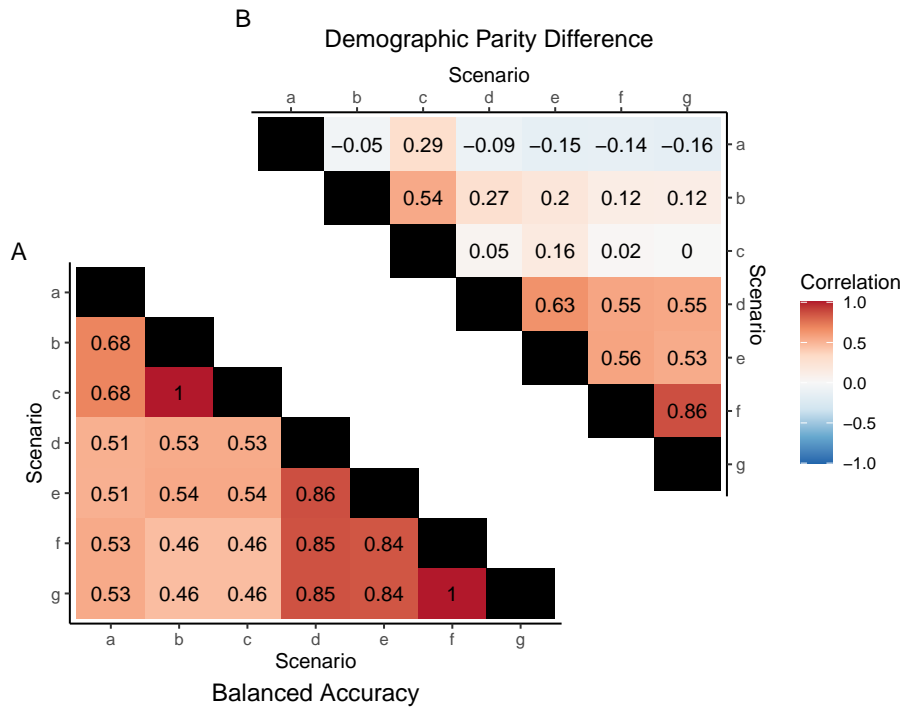 B
Demographic Parity Difference
Scenario
a b c d e f g
−0.05 0.29 −0.09 −0.15 −0.14 −0.16 a
0.54 0.27 0.2 0.12 0.12 b
0.05 0.16 0.02 0 c
0.63 0.55 0.55 d
0.56 0.53 e
0.86 f
g
Scenario
A
a
b 0.68
c 0.68 1
d 0.51 0.53 0.53
e 0.51 0.54 0.54 0.86
f 0.53 0.46 0.46 0.85 0.84
g 0.53 0.46 0.46 0.85 0.84 1
Scenario
a b c d e f g
Scenario
Balanced Accuracy
Correlation
1.0
0.5
0.0
−0.5
−1.0